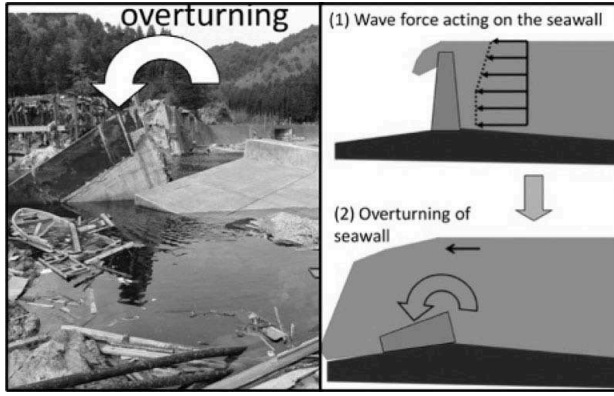 overturning
(1) Wave force acting on the seawall
(2) Overturning of
seawall